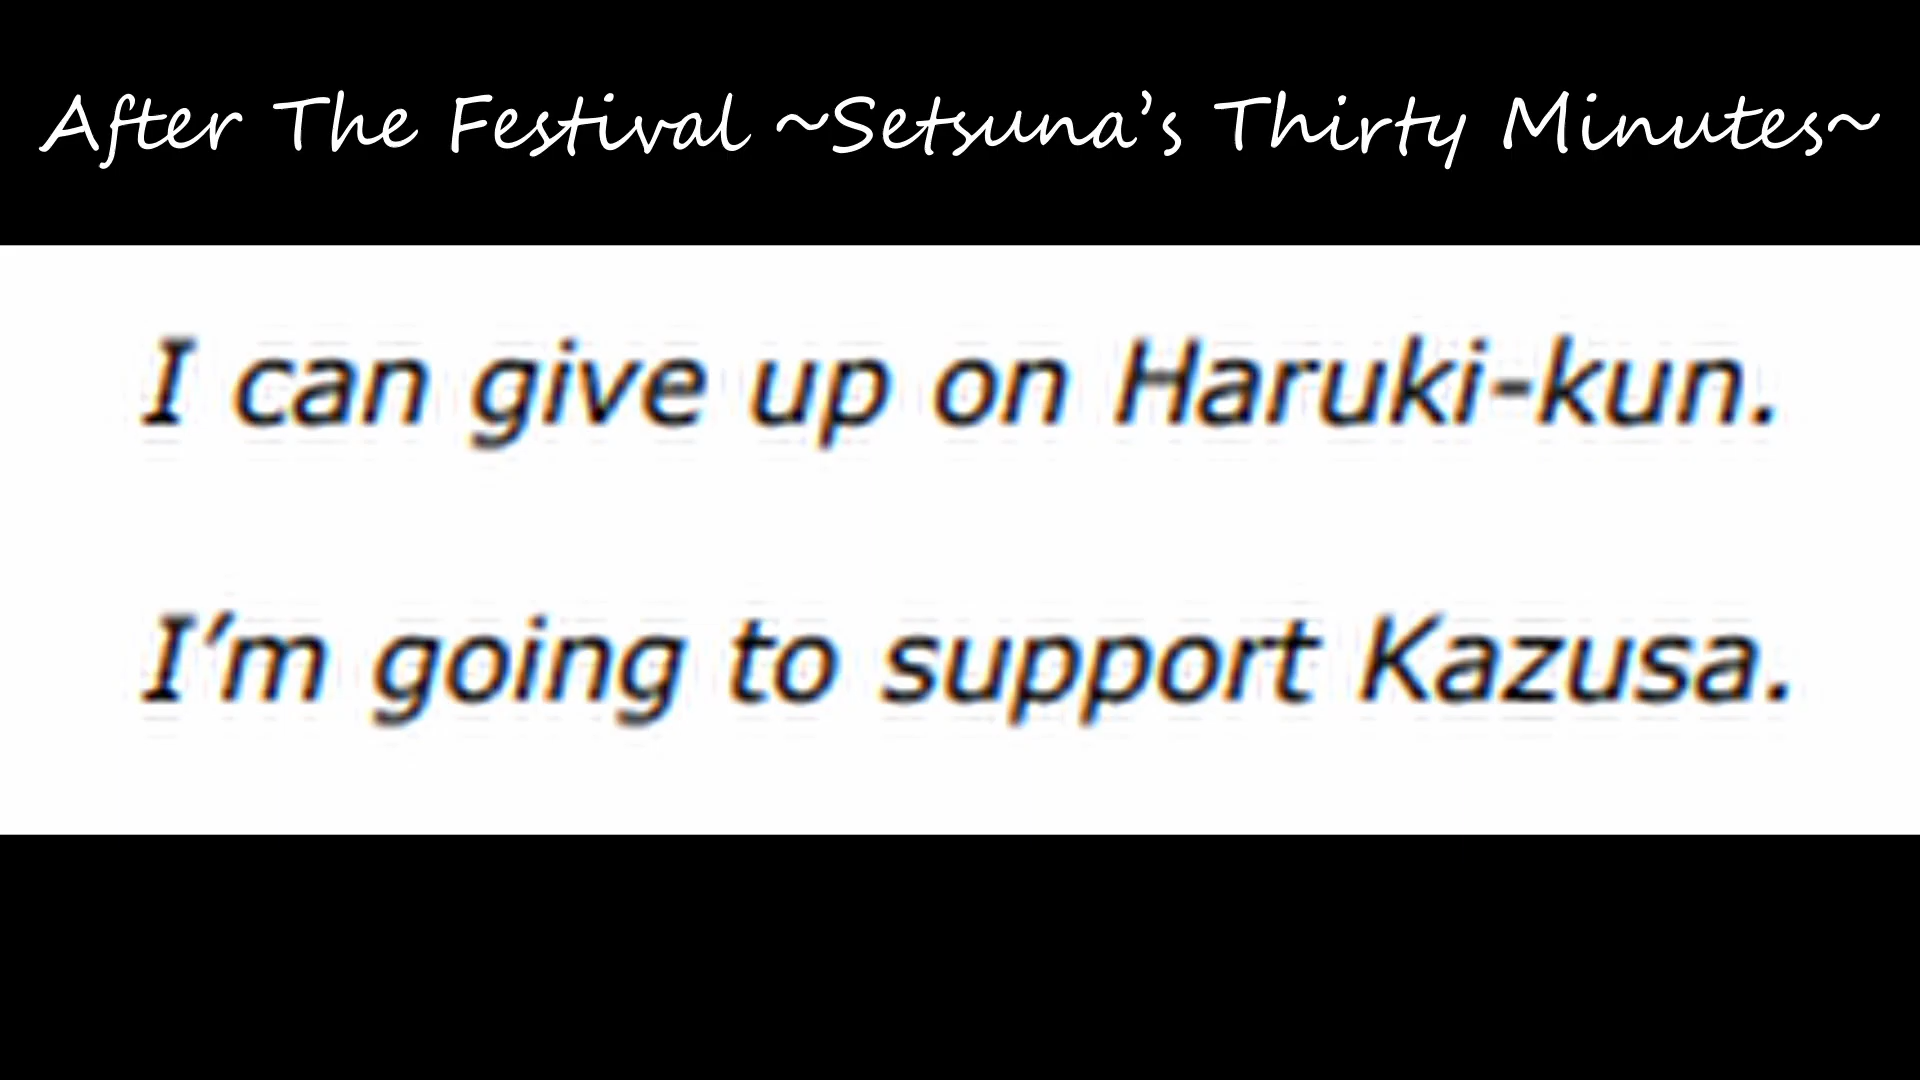 After The Festival ~Setsuna's Thirty Minutes~
I can give up on Haruki-kun.
I'm going to support Kazusa.